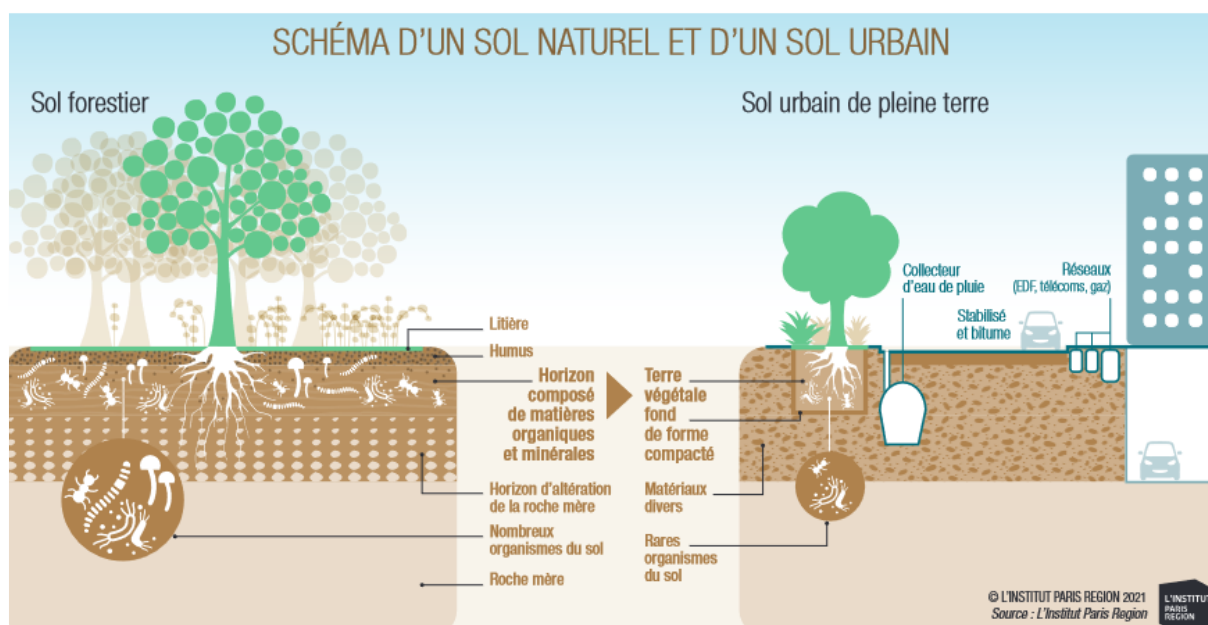 SCHÉMA D'UN SOL NATUREL ET D'UN SOL URBAIN
Sol forestier
Litière
Humus
Horizon
composé
de matières
organiques
et minérales
Horizon d'altération
de la roche mère
Nombreux
organismes du sol
Roche mère
Sol urbain de pleine terre
Collecteur
d'eau de pluie
Réseaux
(EDF, télécoms, gaz)
Stabilisé
et bitume
Terre
végétale
fond
de forme
compacté
Matériaux
divers
Rares
organismes
du sol
© L'INSTITUT PARIS REGION 2021
Source : L'Institut Paris Region
L'INSTITUT
PARIS
REGION